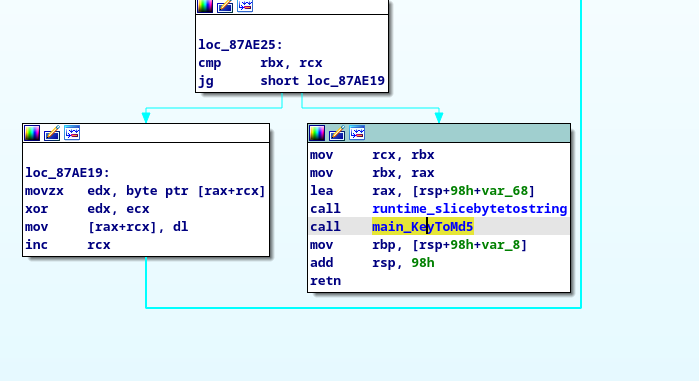 loc_87AE25:
cmp     rbx, rcx
jg      short loc_87AE19
loc_87AE19:
movzx   edx, byte ptr [rax+rcx]
xor     edx, ecx
mov     [rax+rcx], dl
inc     rcx
mov     rcx, rbx
mov     rbx, rax
lea     rax, [rsp+98h+var_68]
call    runtime_slicebytetostring
call    main_KeyToMd5
mov     rbp, [rsp+98h+var_8]
add     rsp, 98h
retn